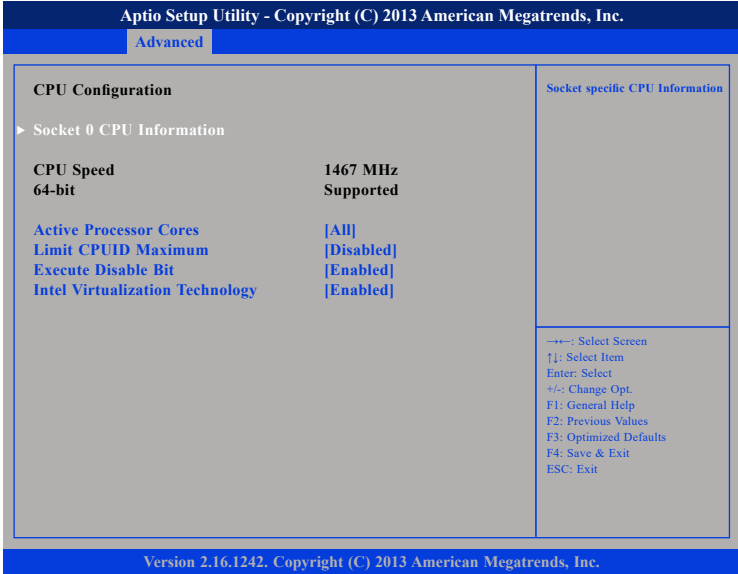 Aptio Setup Utility - Copyright (C) 2013 American Megatrends, Inc.
Advanced
CPU Configuration
▶ Socket 0 CPU Information
CPU Speed 1467 MHz
64-bit Supported
Active Processor Cores [All]
Limit CPUID Maximum [Disabled]
Execute Disable Bit [Enabled]
Intel Virtualization Technology [Enabled]
Socket specific CPU Information
→←: Select Screen
↑↓: Select Item
Enter: Select
+/-: Change Opt.
F1: General Help
F2: Previous Values
F3: Optimized Defaults
F4: Save & Exit
ESC: Exit
Version 2.16.1242. Copyright (C) 2013 American Megatrends, Inc.